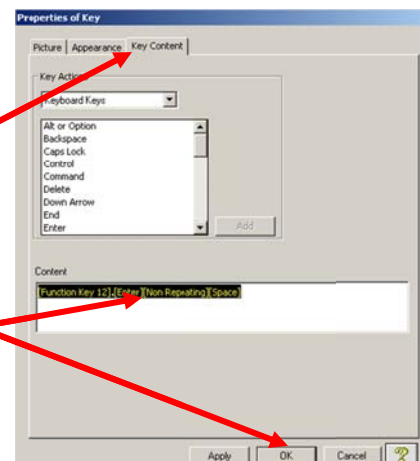 Properties of Key
Picture Appearance Key Content
Key Actions
Keyboard Keys
Alt or Option
Backspace
Caps Lock
Control
Command
Delete
Down Arrow
End
Enter
Add
Content
[Function Key 12].[Enter][Non Repeating][Space]
Apply OK Cancel ?